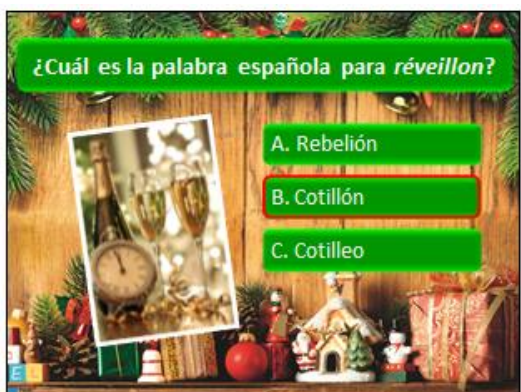 ¿Cuál es la palabra española para réveillon?
A. Rebelión
B. Cotillón
C. Cotilleo
E L